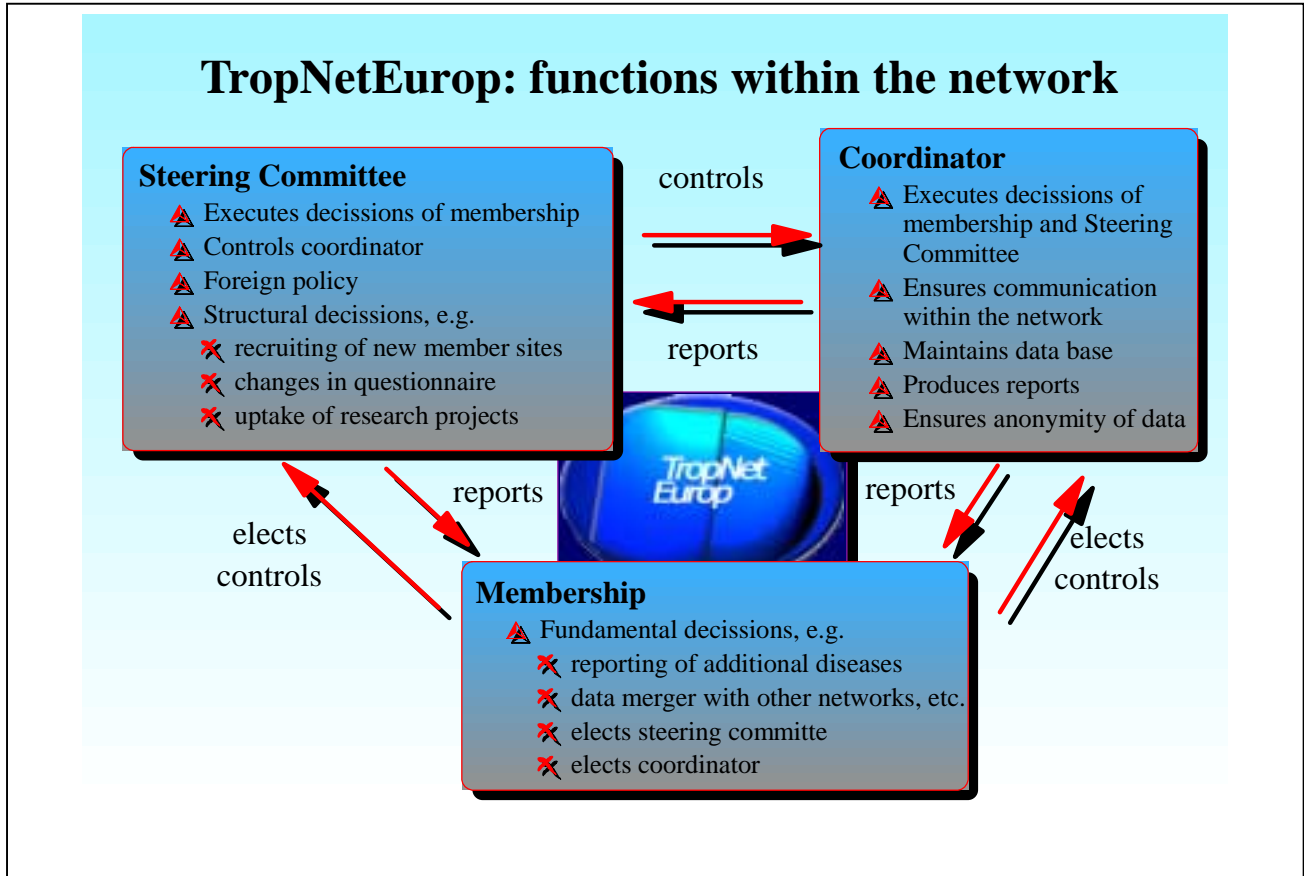 TropNetEurop: functions within the network
Steering Committee
Executes decissions of membership
Controls coordinator
Foreign policy
Structural decissions, e.g.
recruiting of new member sites
changes in questionnaire
uptake of research projects
controls
reports
Coordinator
Executes decissions of
membership and Steering
Committee
Ensures communication
within the network
Maintains data base
Produces reports
Ensures anonymity of data
TropNet
Europ
reports
elects
controls
reports
elects
controls
Membership
Fundamental decissions, e.g.
reporting of additional diseases
data merger with other networks, etc.
elects steering committe
elects coordinator